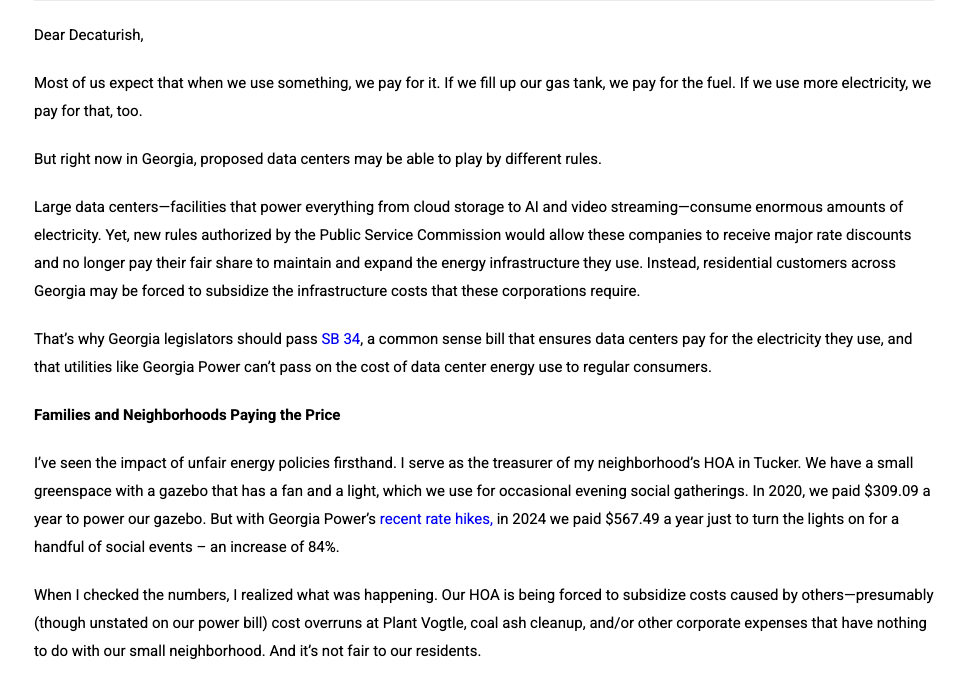 Dear Decaturish,
Most of us expect that when we use something, we pay for it. If we fill up our gas tank, we pay for the fuel. If we use more electricity, we
pay for that, too.
But right now in Georgia, proposed data centers may be able to play by different rules.
Large data centers—facilities that power everything from cloud storage to AI and video streaming—consume enormous amounts of
electricity. Yet, new rules authorized by the Public Service Commission would allow these companies to receive major rate discounts
and no longer pay their fair share to maintain and expand the energy infrastructure they use. Instead, residential customers across
Georgia may be forced to subsidize the infrastructure costs that these corporations require.
That's why Georgia legislators should pass SB 34, a common sense bill that ensures data centers pay for the electricity they use, and
that utilities like Georgia Power can't pass on the cost of data center energy use to regular consumers.
Families and Neighborhoods Paying the Price
I've seen the impact of unfair energy policies firsthand. I serve as the treasurer of my neighborhood's HOA in Tucker. We have a small
greenspace with a gazebo that has a fan and a light, which we use for occasional evening social gatherings. In 2020, we paid $309.09 a
year to power our gazebo. But with Georgia Power's recent rate hikes, in 2024 we paid $567.49 a year just to turn the lights on for a
handful of social events – an increase of 84%.
When I checked the numbers, I realized what was happening. Our HOA is being forced to subsidize costs caused by others—presumably
(though unstated on our power bill) cost overruns at Plant Vogtle, coal ash cleanup, and/or other corporate expenses that have nothing
to do with our small neighborhood. And it's not fair to our residents.